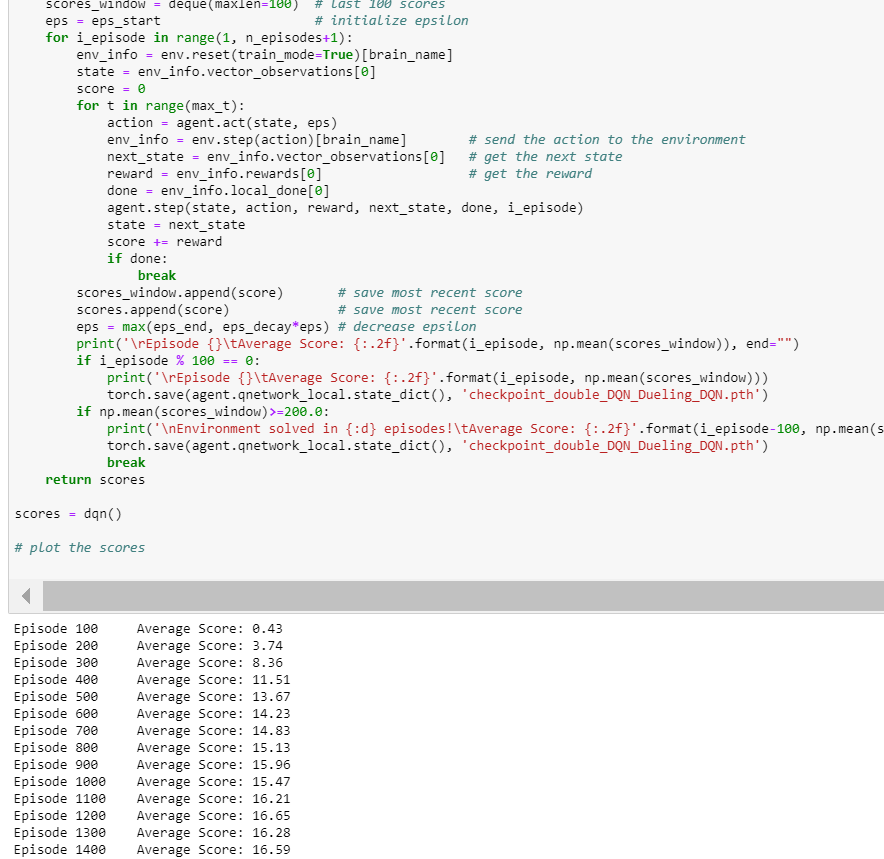 scores_window = deque(maxlen=100)  # last 100 scores
    eps = eps_start                    # initialize epsilon
    for i_episode in range(1, n_episodes+1):
        env_info = env.reset(train_mode=True)[brain_name]
        state = env_info.vector_observations[0]
        score = 0
        for t in range(max_t):
            action = agent.act(state, eps)
            env_info = env.step(action)[brain_name]        # send the action to the environment
            next_state = env_info.vector_observations[0]   # get the next state
            reward = env_info.rewards[0]                   # get the reward
            done = env_info.local_done[0]
            agent.step(state, action, reward, next_state, done, i_episode)
            state = next_state
            score += reward
            if done:
                break
        scores_window.append(score)       # save most recent score
        scores.append(score)              # save most recent score
        eps = max(eps_end, eps_decay*eps) # decrease epsilon
        print('\rEpisode {}\tAverage Score: {:.2f}'.format(i_episode, np.mean(scores_window)), end="")
        if i_episode % 100 == 0:
            print('\rEpisode {}\tAverage Score: {:.2f}'.format(i_episode, np.mean(scores_window)))
            torch.save(agent.qnetwork_local.state_dict(), 'checkpoint_double_DQN_Dueling_DQN.pth')
        if np.mean(scores_window)>=200.0:
            print('\nEnvironment solved in {:d} episodes!\tAverage Score: {:.2f}'.format(i_episode-100, np.mean(s
            torch.save(agent.qnetwork_local.state_dict(), 'checkpoint_double_DQN_Dueling_DQN.pth')
            break
    return scores

scores = dqn()

# plot the scores

Episode 100	Average Score: 0.43
Episode 200	Average Score: 3.74
Episode 300	Average Score: 8.36
Episode 400	Average Score: 11.51
Episode 500	Average Score: 13.67
Episode 600	Average Score: 14.23
Episode 700	Average Score: 14.83
Episode 800	Average Score: 15.13
Episode 900	Average Score: 15.96
Episode 1000	Average Score: 15.47
Episode 1100	Average Score: 16.21
Episode 1200	Average Score: 16.65
Episode 1300	Average Score: 16.28
Episode 1400	Average Score: 16.59